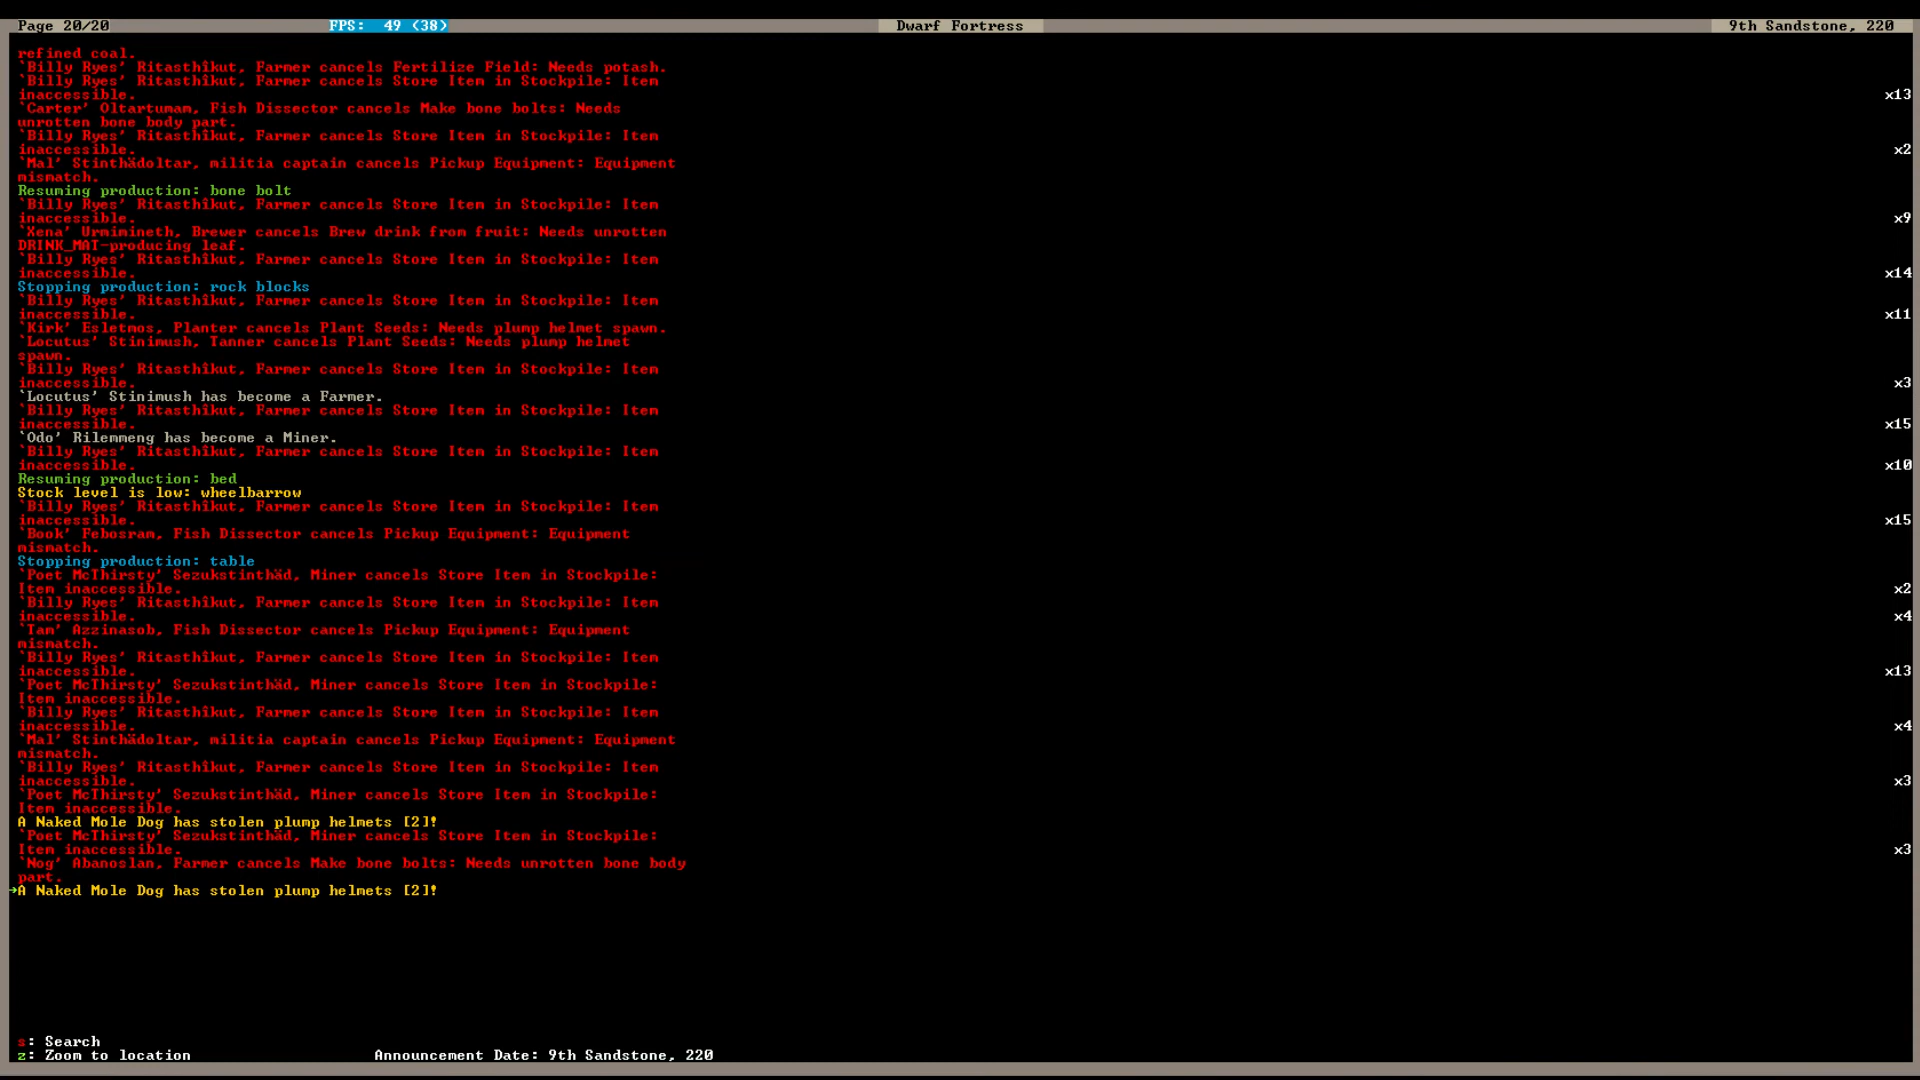 Page 20/20 FPS: 49 (38) Dwarf Fortress 9th Sandstone, 220
refined coal.
`Billy Ryes' Ritasthîkut, Farmer cancels Fertilize Field: Needs potash.
`Billy Ryes' Ritasthîkut, Farmer cancels Store Item in Stockpile: Item
inaccessible. x13
`Carter' Oltartumam, Fish Dissector cancels Make bone bolts: Needs
unrotten bone body part.
`Billy Ryes' Ritasthîkut, Farmer cancels Store Item in Stockpile: Item
inaccessible. x2
`Mal' Stinthädoltar, militia captain cancels Pickup Equipment: Equipment
mismatch.
Resuming production: bone bolt
`Billy Ryes' Ritasthîkut, Farmer cancels Store Item in Stockpile: Item
inaccessible. x9
`Xena' Urmimineth, Brewer cancels Brew drink from fruit: Needs unrotten
DRINK_MAT-producing leaf.
`Billy Ryes' Ritasthîkut, Farmer cancels Store Item in Stockpile: Item
inaccessible. x14
Stopping production: rock blocks
`Billy Ryes' Ritasthîkut, Farmer cancels Store Item in Stockpile: Item
inaccessible. x11
`Kirk' Esletmos, Planter cancels Plant Seeds: Needs plump helmet spawn.
`Locutus' Stinimush, Tanner cancels Plant Seeds: Needs plump helmet
spawn.
`Billy Ryes' Ritasthîkut, Farmer cancels Store Item in Stockpile: Item
inaccessible. x3
`Locutus' Stinimush has become a Farmer.
`Billy Ryes' Ritasthîkut, Farmer cancels Store Item in Stockpile: Item
inaccessible. x15
`Odo' Rilemmeng has become a Miner.
`Billy Ryes' Ritasthîkut, Farmer cancels Store Item in Stockpile: Item
inaccessible. x10
Resuming production: bed
Stock level is low: wheelbarrow
`Billy Ryes' Ritasthîkut, Farmer cancels Store Item in Stockpile: Item
inaccessible. x15
`Book' Febosram, Fish Dissector cancels Pickup Equipment: Equipment
mismatch.
Stopping production: table
`Poet McThirsty' Sezukstinthäd, Miner cancels Store Item in Stockpile:
Item inaccessible. x2
`Billy Ryes' Ritasthîkut, Farmer cancels Store Item in Stockpile: Item
inaccessible. x4
`Tam' Azzinasob, Fish Dissector cancels Pickup Equipment: Equipment
mismatch.
`Billy Ryes' Ritasthîkut, Farmer cancels Store Item in Stockpile: Item
inaccessible. x13
`Poet McThirsty' Sezukstinthäd, Miner cancels Store Item in Stockpile:
Item inaccessible.
`Billy Ryes' Ritasthîkut, Farmer cancels Store Item in Stockpile: Item
inaccessible. x4
`Mal' Stinthädoltar, militia captain cancels Pickup Equipment: Equipment
mismatch.
`Billy Ryes' Ritasthîkut, Farmer cancels Store Item in Stockpile: Item
inaccessible. x3
`Poet McThirsty' Sezukstinthäd, Miner cancels Store Item in Stockpile:
Item inaccessible.
A Naked Mole Dog has stolen plump helmets [2]!
`Poet McThirsty' Sezukstinthäd, Miner cancels Store Item in Stockpile:
Item inaccessible. x3
`Nog' Abanoslan, Farmer cancels Make bone bolts: Needs unrotten bone body
part.
→A Naked Mole Dog has stolen plump helmets [2]!
s: Search
z: Zoom to location Announcement Date: 9th Sandstone, 220